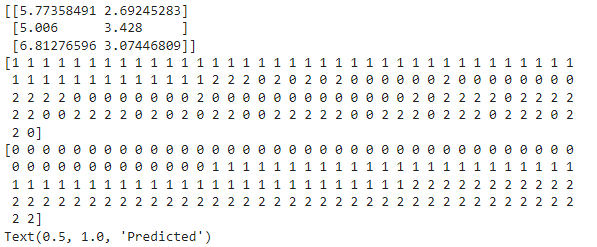 [[5.77358491 2.69245283]
[5.006 3.428 ]
[6.81276596 3.07446809]]
[1 1 1 1 1 1 1 1 1 1 1 1 1 1 1 1 1 1 1 1 1 1 1 1 1 1 1 1 1 1 1 1 1 1 1 1 1
1 1 1 1 1 1 1 1 1 1 1 1 1 2 2 2 0 2 0 2 0 2 0 0 0 0 0 0 2 0 0 0 0 0 0 0 0
2 2 2 2 0 0 0 0 0 0 0 0 2 0 0 0 0 0 0 0 0 0 0 0 0 0 2 0 2 2 2 2 0 2 2 2 2
2 2 0 0 2 2 2 2 0 2 0 2 0 2 2 0 0 2 2 2 2 2 0 0 2 2 2 0 2 2 2 0 2 2 2 0 2
2 0]
[0 0 0 0 0 0 0 0 0 0 0 0 0 0 0 0 0 0 0 0 0 0 0 0 0 0 0 0 0 0 0 0 0 0 0 0 0
0 0 0 0 0 0 0 0 0 0 0 0 0 1 1 1 1 1 1 1 1 1 1 1 1 1 1 1 1 1 1 1 1 1 1 1 1
1 1 1 1 1 1 1 1 1 1 1 1 1 1 1 1 1 1 1 1 1 1 1 1 1 1 2 2 2 2 2 2 2 2 2 2 2
2 2 2 2 2 2 2 2 2 2 2 2 2 2 2 2 2 2 2 2 2 2 2 2 2 2 2 2 2 2 2 2 2 2 2 2 2
2 2]
Text(0.5, 1.0, 'Predicted')